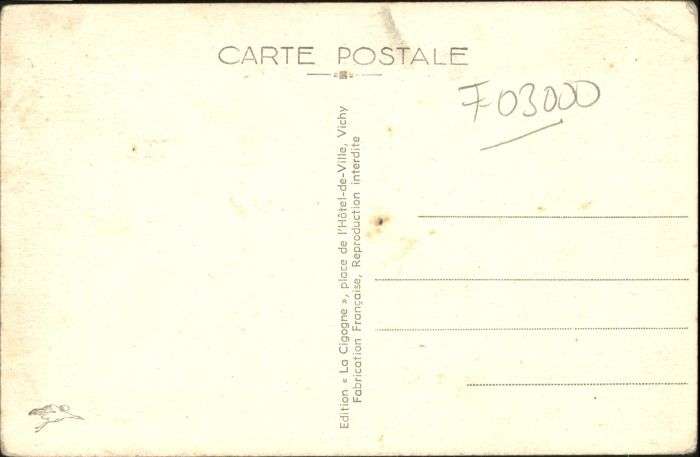 CARTE POSTALE
F03000
Edition « La Cigogne », place de l'Hôtel-de-Ville, Vichy
Fabrication Française, Reproduction interdite